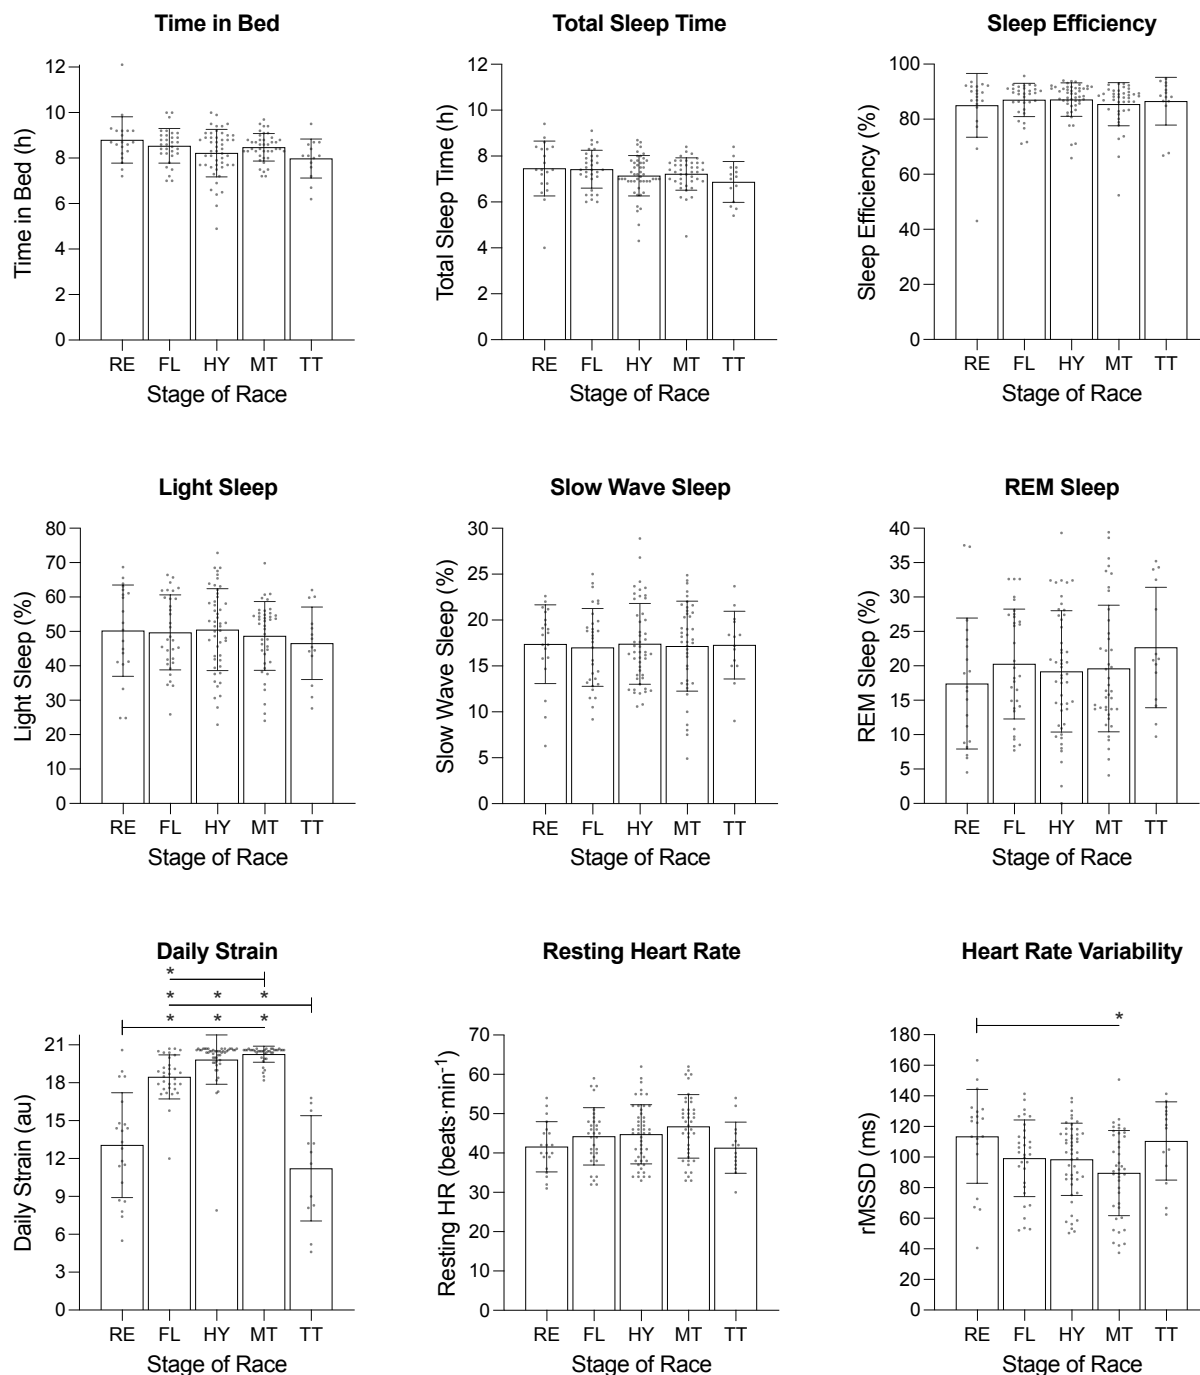 Time in Bed
Time in Bed (h)
12
10
8
6
4
2
0
RE FL HY MT TT
Stage of Race
Total Sleep Time
Total Sleep Time (h)
12
10
8
6
4
2
0
RE FL HY MT TT
Stage of Race
Sleep Efficiency
Sleep Efficiency (%)
100
80
60
40
20
0
RE FL HY MT TT
Stage of Race
Light Sleep
Light Sleep (%)
80
70
60
50
40
30
20
10
0
RE FL HY MT TT
Stage of Race
Slow Wave Sleep
Slow Wave Sleep (%)
30
25
20
15
10
5
0
RE FL HY MT TT
Stage of Race
REM Sleep
REM Sleep (%)
40
35
30
25
20
15
10
5
0
RE FL HY MT TT
Stage of Race
Daily Strain
*
* * *
* * *
Daily Strain (au)
21
18
15
12
9
6
3
0
RE FL HY MT TT
Stage of Race
Resting Heart Rate
Resting HR (beats·min⁻¹)
70
60
50
40
30
20
10
0
RE FL HY MT TT
Stage of Race
Heart Rate Variability
*
rMSSD (ms)
180
160
140
120
100
80
60
40
20
0
RE FL HY MT TT
Stage of Race